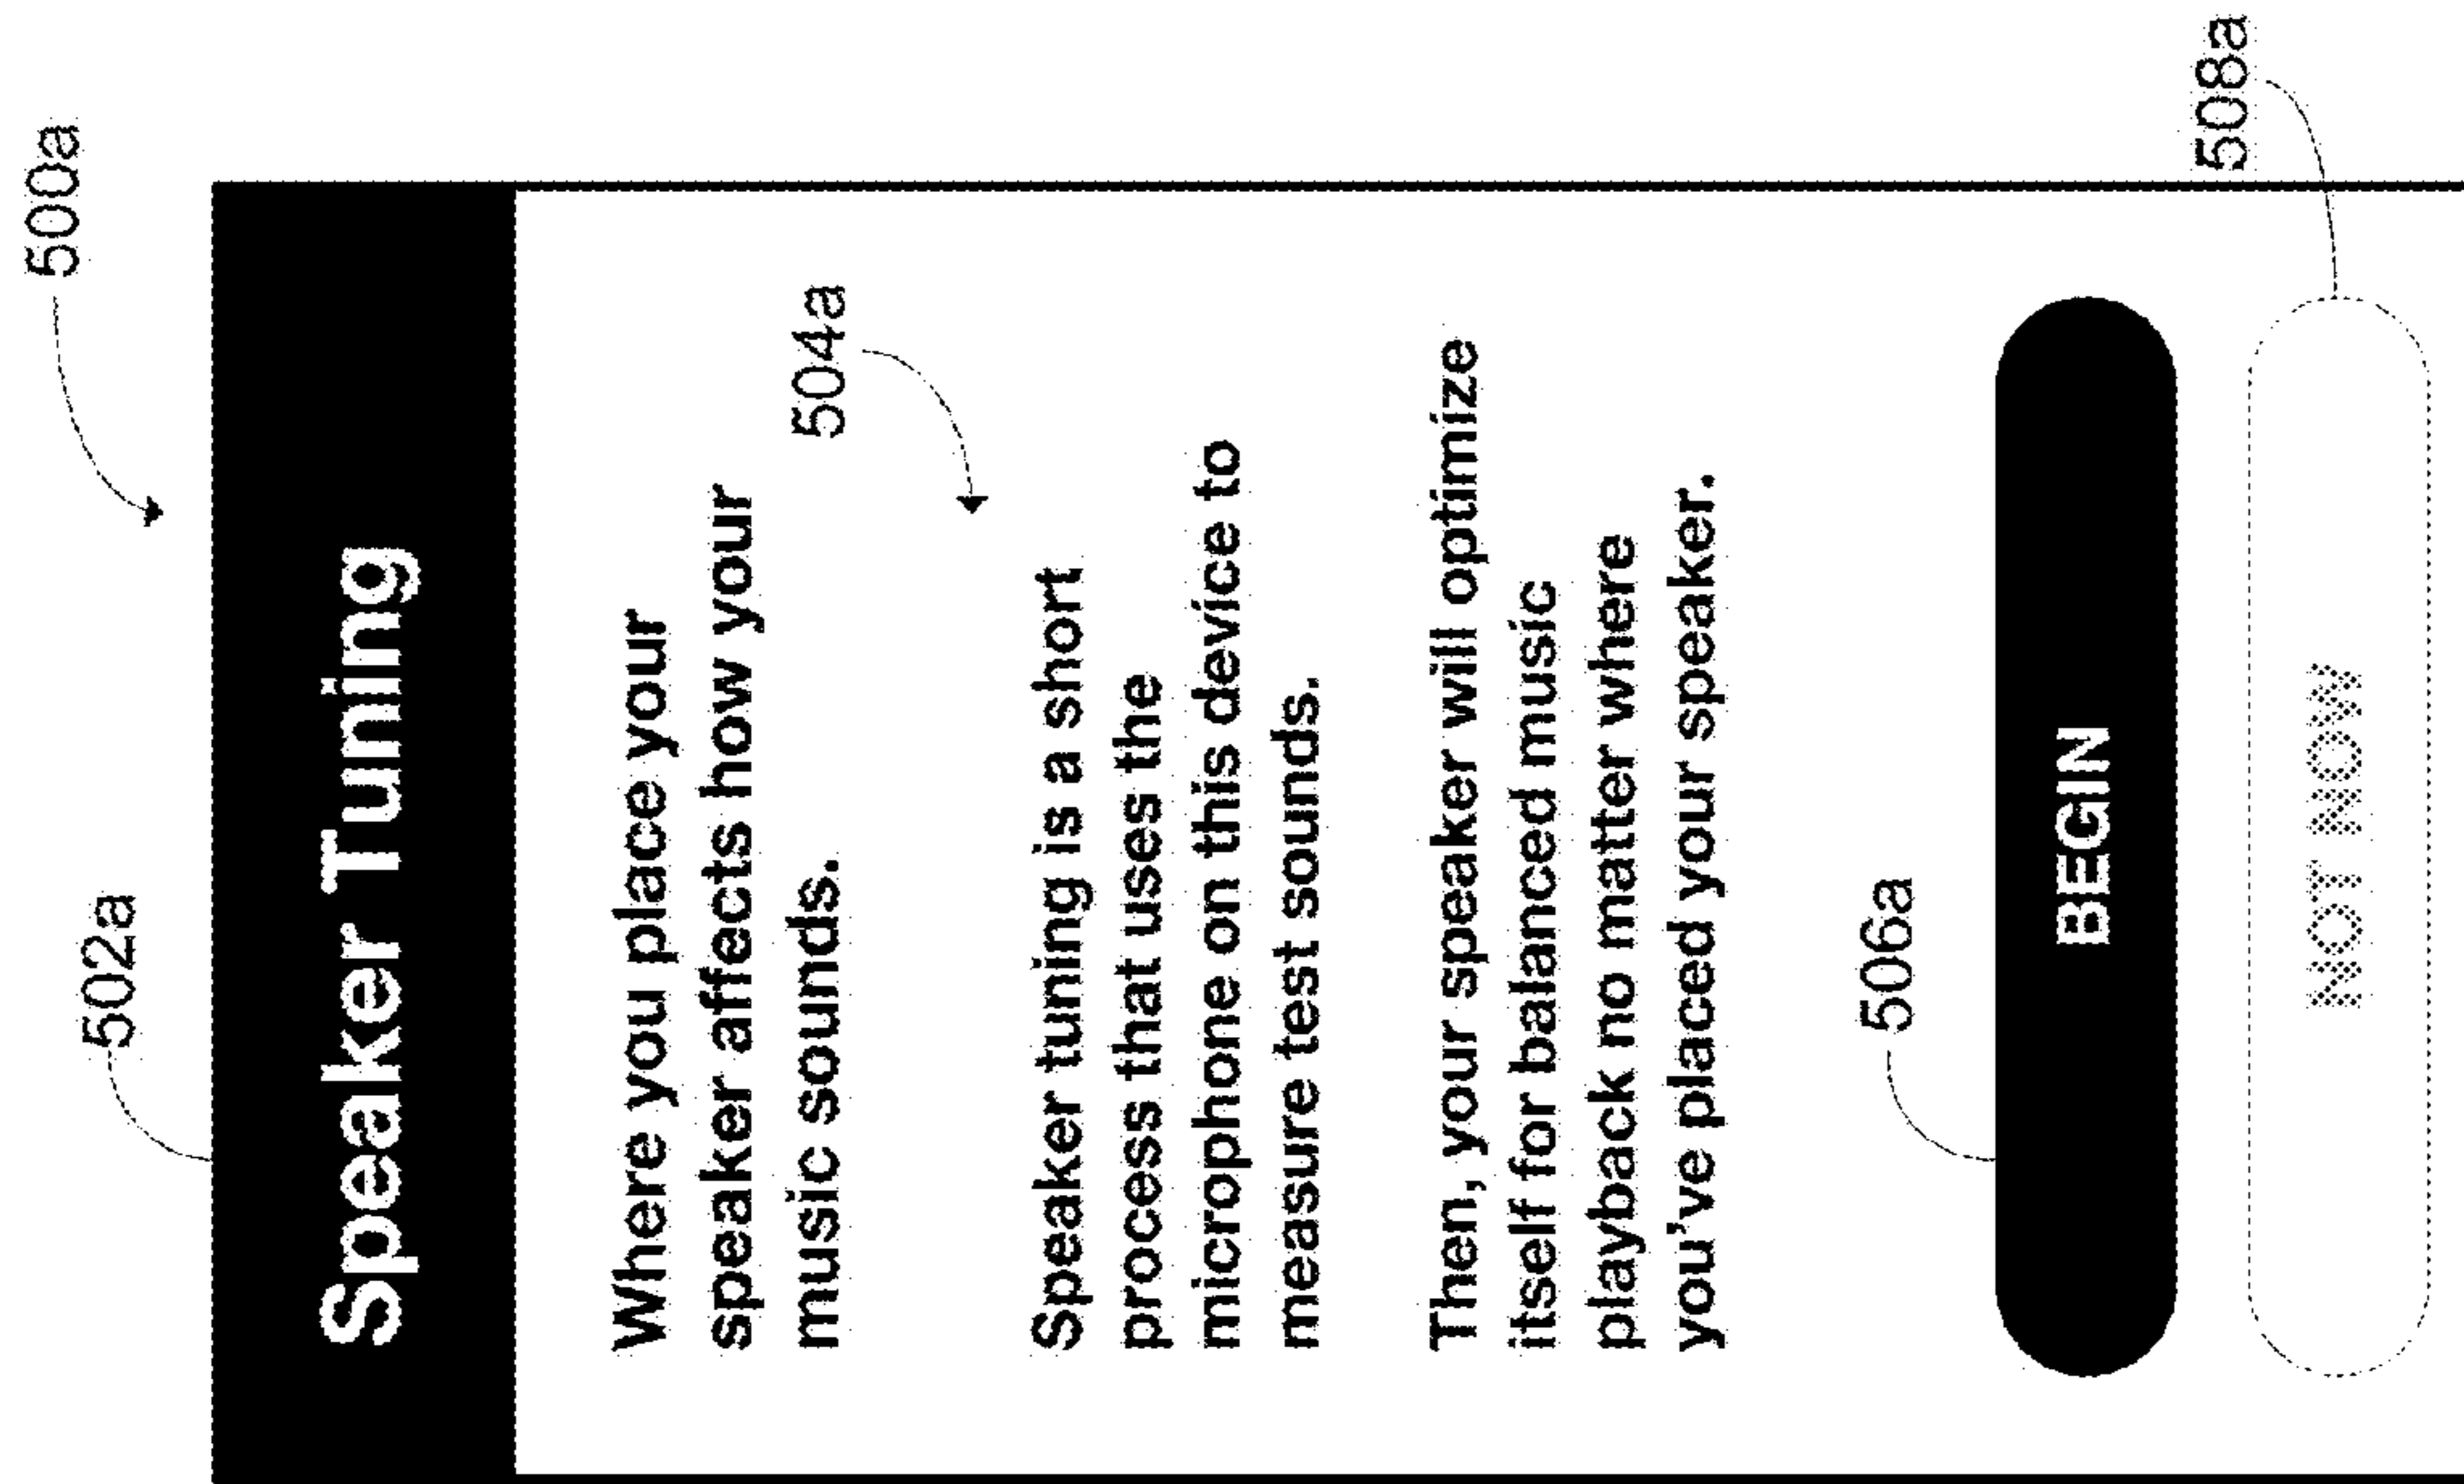 500a
502a
Speaker Tuning
Where you place your
speaker affects how your
music sounds.
504a
Speaker tuning is a short
process that uses the
microphone on this device to
measure test sounds.
Then, your speaker will optimize
itself for balanced music
playback no matter where
you've placed your speaker.
506a
BEGIN
508a
NOT NOW